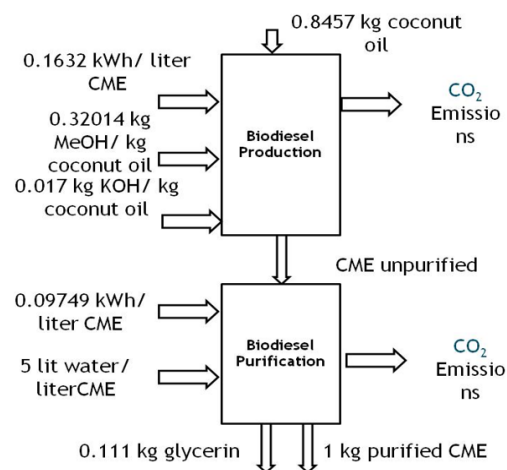 0.8457 kg coconut
oil
0.1632 kWh/ liter
CME
0.32014 kg
MeOH/ kg
coconut oil
0.017 kg KOH/ kg
coconut oil
Biodiesel
Production
CO2
Emissio
ns
CME unpurified
0.09749 kWh/
liter CME
5 lit water/
literCME
Biodiesel
Purification
CO2
Emissio
ns
0.111 kg glycerin
1 kg purified CME